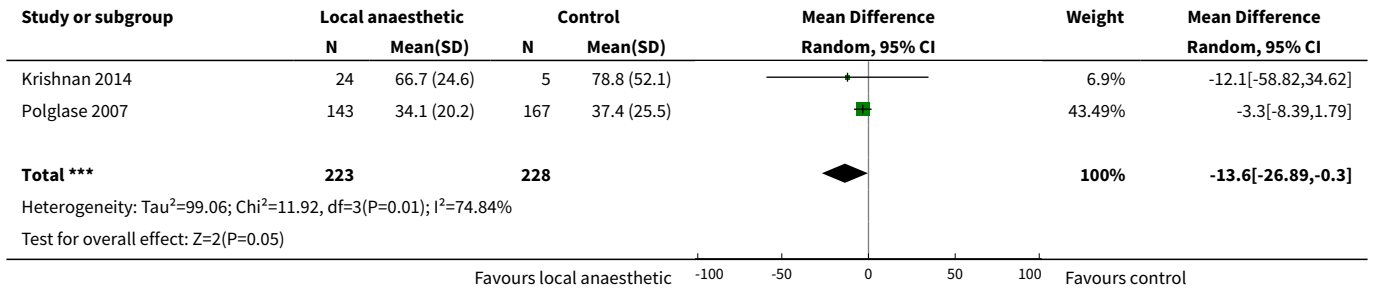 Study or subgroup Local anaesthetic Control Mean Difference Weight Mean Difference
N Mean(SD) N Mean(SD) Random, 95% CI Random, 95% CI
Krishnan 2014 24 66.7 (24.6) 5 78.8 (52.1) 6.9% -12.1[-58.82,34.62]
Polglase 2007 143 34.1 (20.2) 167 37.4 (25.5) 43.49% -3.3[-8.39,1.79]
Total *** 223 228 100% -13.6[-26.89,-0.3]
Heterogeneity: Tau²=99.06; Chi²=11.92, df=3(P=0.01); I²=74.84%
Test for overall effect: Z=2(P=0.05)
Favours local anaesthetic -100 -50 0 50 100 Favours control